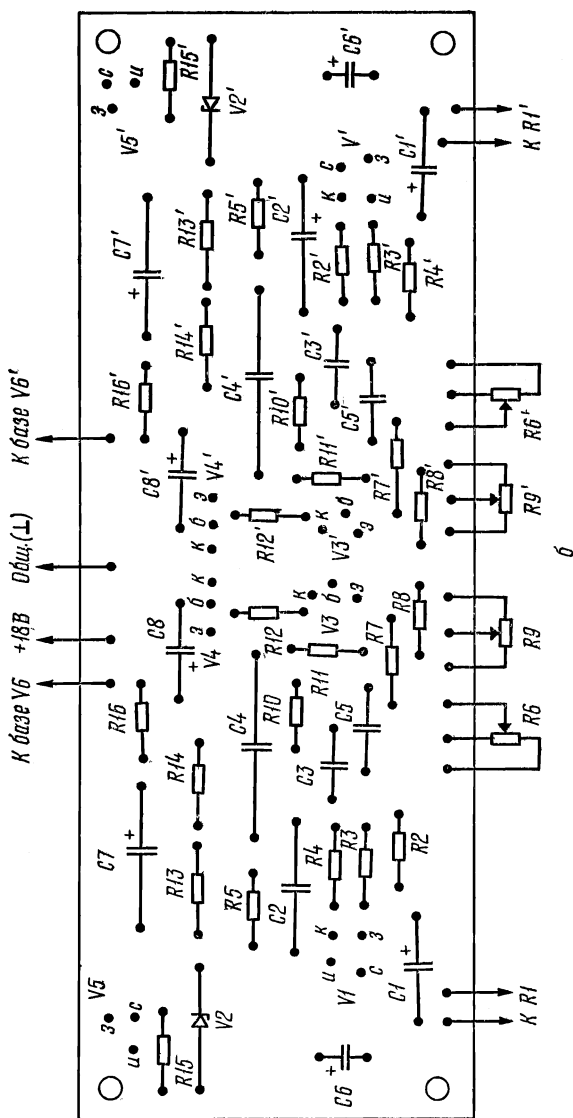 К базе V6
+18В
Общ.(⊥)
К базе V6'
V5
з
с
и
R15
V2
C7
+
R16
R13
R14
C8
+
V4
э
б
к
к
б
э
V4'
C8'
+
R16'
C7'
+
R14'
R13'
V5'
з
с
и
R15'
V2'
R5
C4
R12
R12'
C4'
R5'
C2
R10
R11
V3
к
б
э
V3'
к
б
э
R11'
R10'
C2'
+
C6
+
V1
и
к
с
з
R4
R3
C3
C5
R7
R8
R7'
R8'
C3'
C5'
R2'
R3'
R4'
V'
к
с
и
з
C6'
+
C1
+
R2
C1'
+
К R1
R6
R9
R9'
R6'
К R1'
б